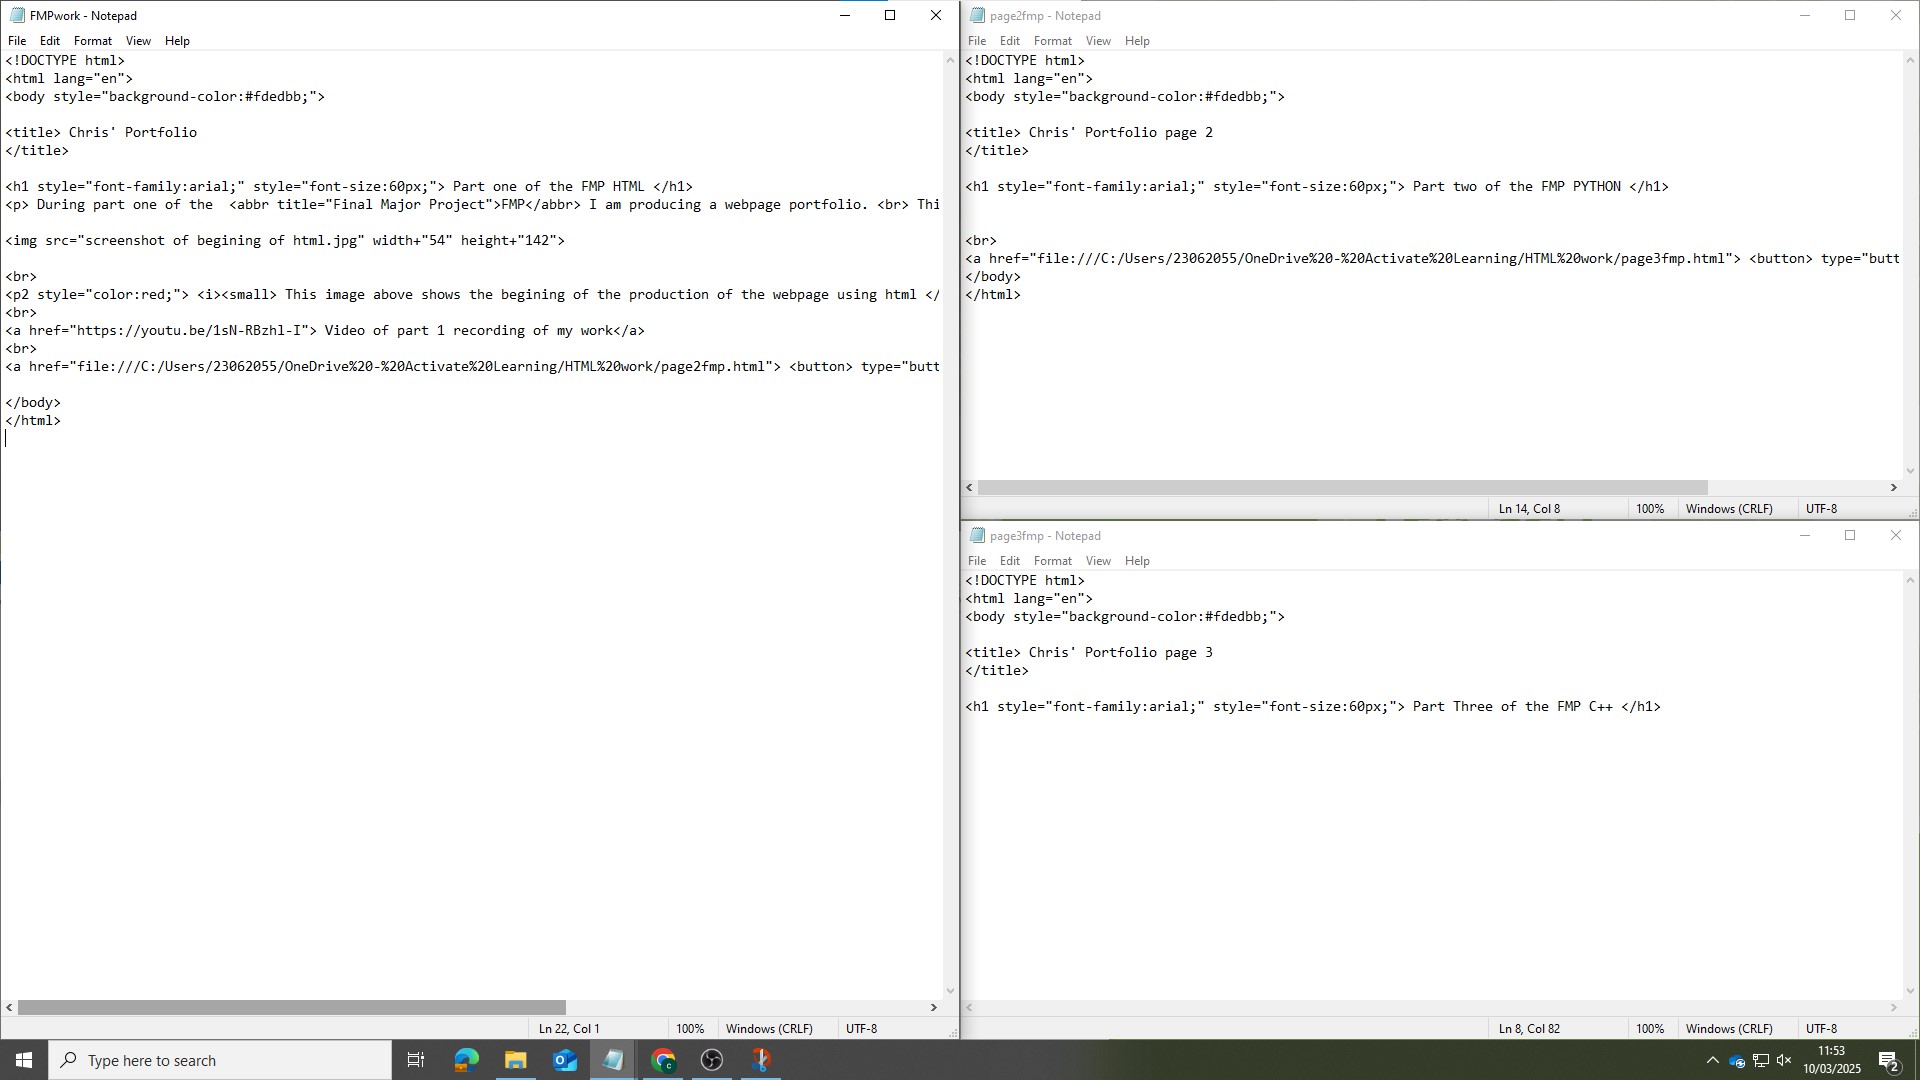 FMPwork - Notepad
File Edit Format View Help
<!DOCTYPE html>
<html lang="en">
<body style="background-color:#fdedbb;">
<title> Chris' Portfolio
</title>
<h1 style="font-family:arial;" style="font-size:60px;"> Part one of the FMP HTML </h1>
<p> During part one of the  <abbr title="Final Major Project">FMP</abbr> I am producing a webpage portfolio. <br> Thi
<img src="screenshot of begining of html.jpg" width+"54" height+"142">
<br>
<p2 style="color:red;"> <i><small> This image above shows the begining of the production of the webpage using html </
<br>
<a href="https://youtu.be/1sN-RBzhl-I"> Video of part 1 recording of my work</a>
<br>
<a href="file:///C:/Users/23062055/OneDrive%20-%20Activate%20Learning/HTML%20work/page2fmp.html"> <button> type="butt
</body>
</html>
Ln 22, Col 1 100% Windows (CRLF) UTF-8
page2fmp - Notepad
File Edit Format View Help
<!DOCTYPE html>
<html lang="en">
<body style="background-color:#fdedbb;">
<title> Chris' Portfolio page 2
</title>
<h1 style="font-family:arial;" style="font-size:60px;"> Part two of the FMP PYTHON </h1>
<br>
<a href="file:///C:/Users/23062055/OneDrive%20-%20Activate%20Learning/HTML%20work/page3fmp.html"> <button> type="butt
</body>
</html>
Ln 14, Col 8 100% Windows (CRLF) UTF-8
page3fmp - Notepad
File Edit Format View Help
<!DOCTYPE html>
<html lang="en">
<body style="background-color:#fdedbb;">
<title> Chris' Portfolio page 3
</title>
<h1 style="font-family:arial;" style="font-size:60px;"> Part Three of the FMP C++ </h1>
Ln 8, Col 82 100% Windows (CRLF) UTF-8
Type here to search
11:53
10/03/2025
2